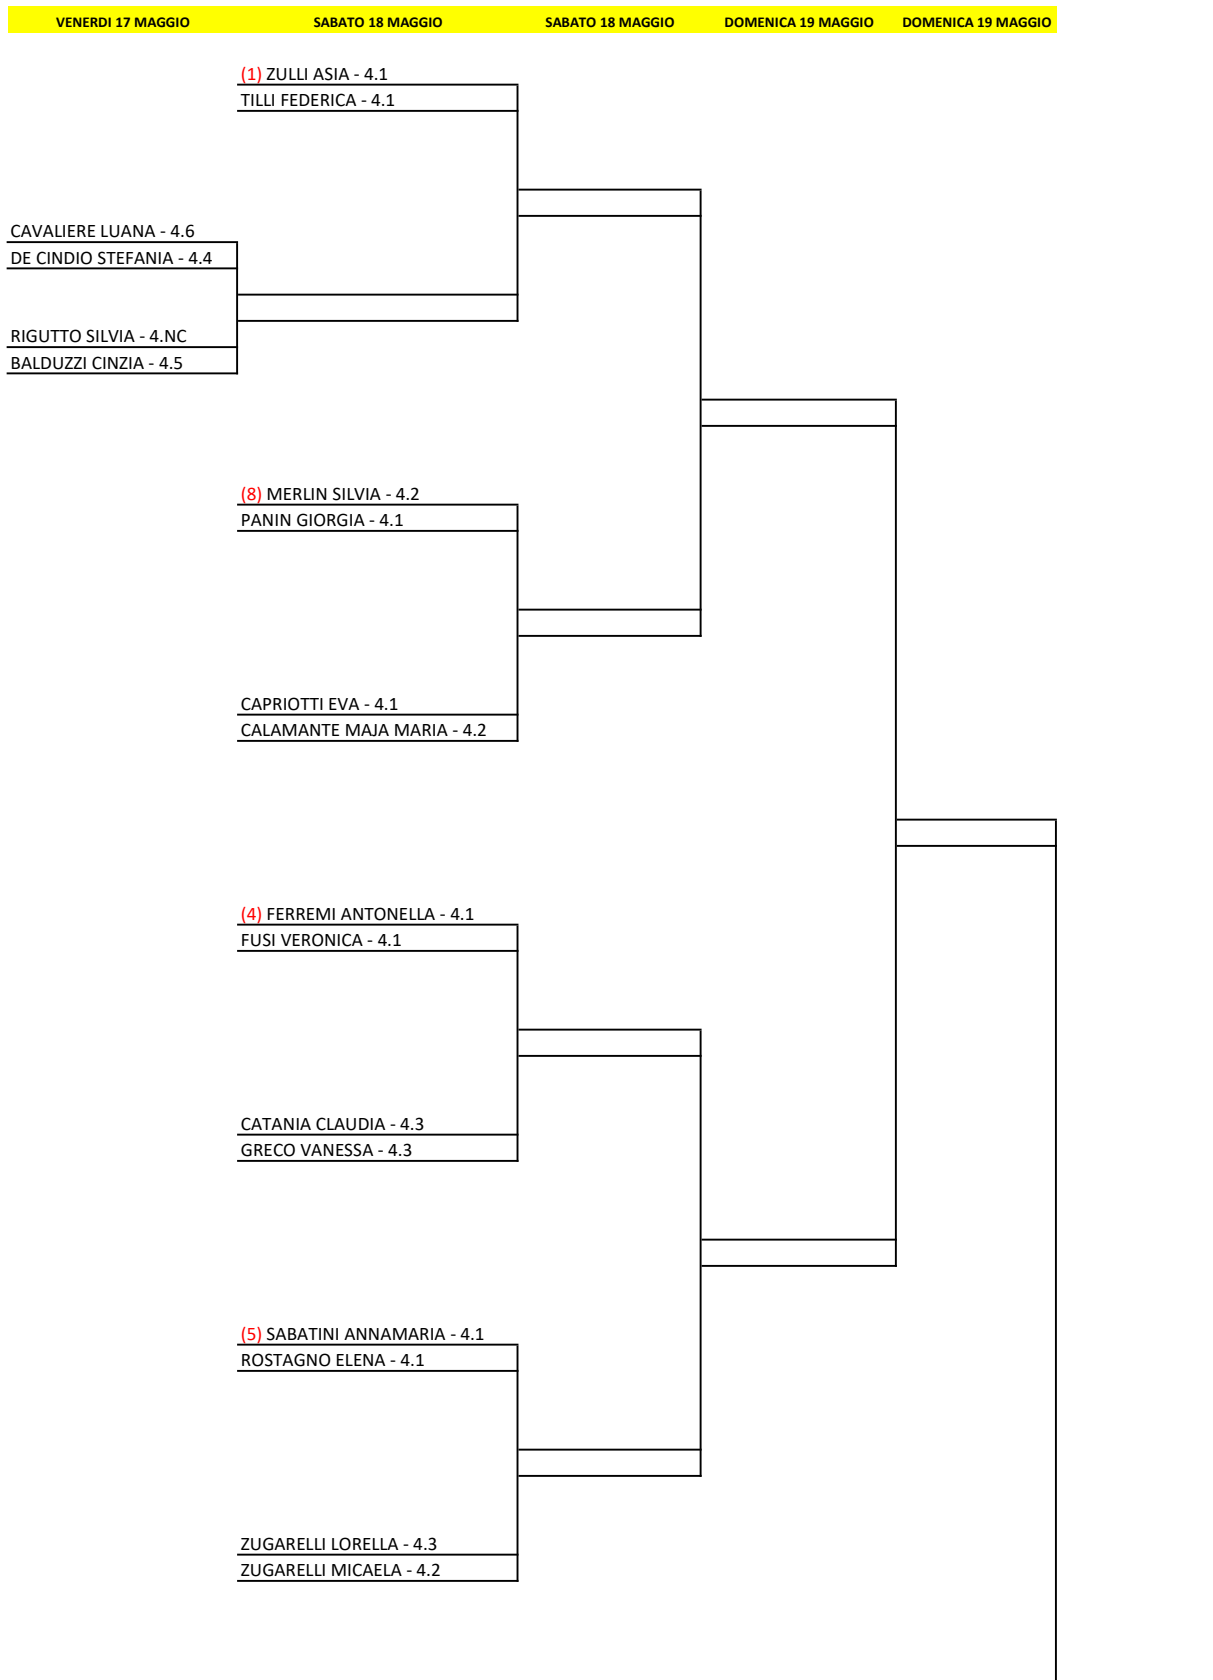 VENERDI 17 MAGGIO SABATO 18 MAGGIO SABATO 18 MAGGIO DOMENICA 19 MAGGIO DOMENICA 19 MAGGIO
(1) ZULLI ASIA - 4.1
TILLI FEDERICA - 4.1
CAVALIERE LUANA - 4.6
DE CINDIO STEFANIA - 4.4
RIGUTTO SILVIA - 4.NC
BALDUZZI CINZIA - 4.5
(8) MERLIN SILVIA - 4.2
PANIN GIORGIA - 4.1
CAPRIOTTI EVA - 4.1
CALAMANTE MAJA MARIA - 4.2
(4) FERREMI ANTONELLA - 4.1
FUSI VERONICA - 4.1
CATANIA CLAUDIA - 4.3
GRECO VANESSA - 4.3
(5) SABATINI ANNAMARIA - 4.1
ROSTAGNO ELENA - 4.1
ZUGARELLI LORELLA - 4.3
ZUGARELLI MICAELA - 4.2